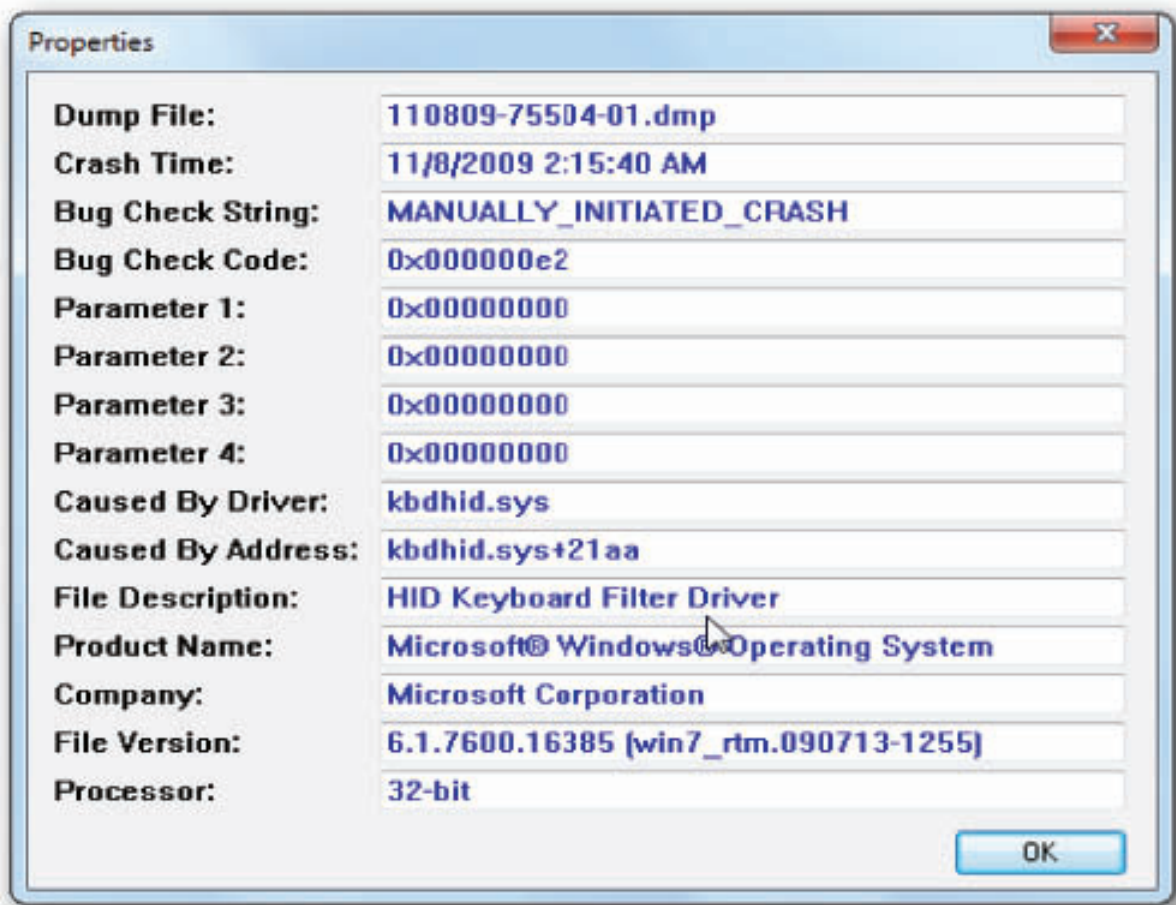 Properties
Dump File: 110809-75504-01.dmp
Crash Time: 11/8/2009 2:15:40 AM
Bug Check String: MANUALLY_INITIATED_CRASH
Bug Check Code: 0x000000e2
Parameter 1: 0x00000000
Parameter 2: 0x00000000
Parameter 3: 0x00000000
Parameter 4: 0x00000000
Caused By Driver: kbdhid.sys
Caused By Address: kbdhid.sys+21aa
File Description: HID Keyboard Filter Driver
Product Name: Microsoft® Windows® Operating System
Company: Microsoft Corporation
File Version: 6.1.7600.16385 (win7_rtm.090713-1255)
Processor: 32-bit
OK